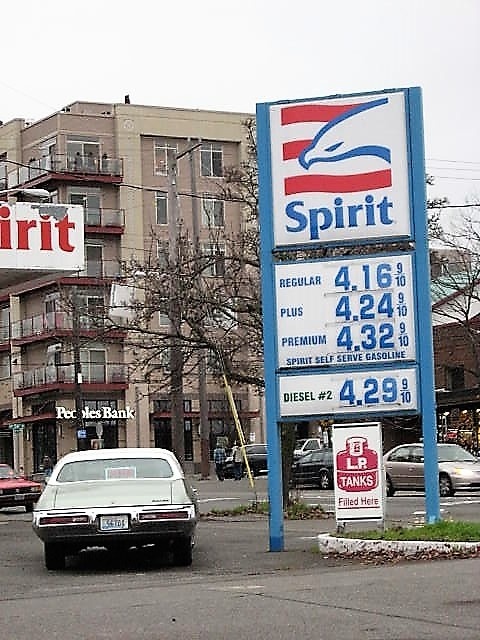 irit
Spirit
REGULAR 4.16 9/10
PLUS 4.24 9/10
PREMIUM 4.32 9/10
SPIRIT SELF SERVE GASOLINE
DIESEL #2 4.29 9/10
Peoples Bank
L.P.
TANKS
Filled Here